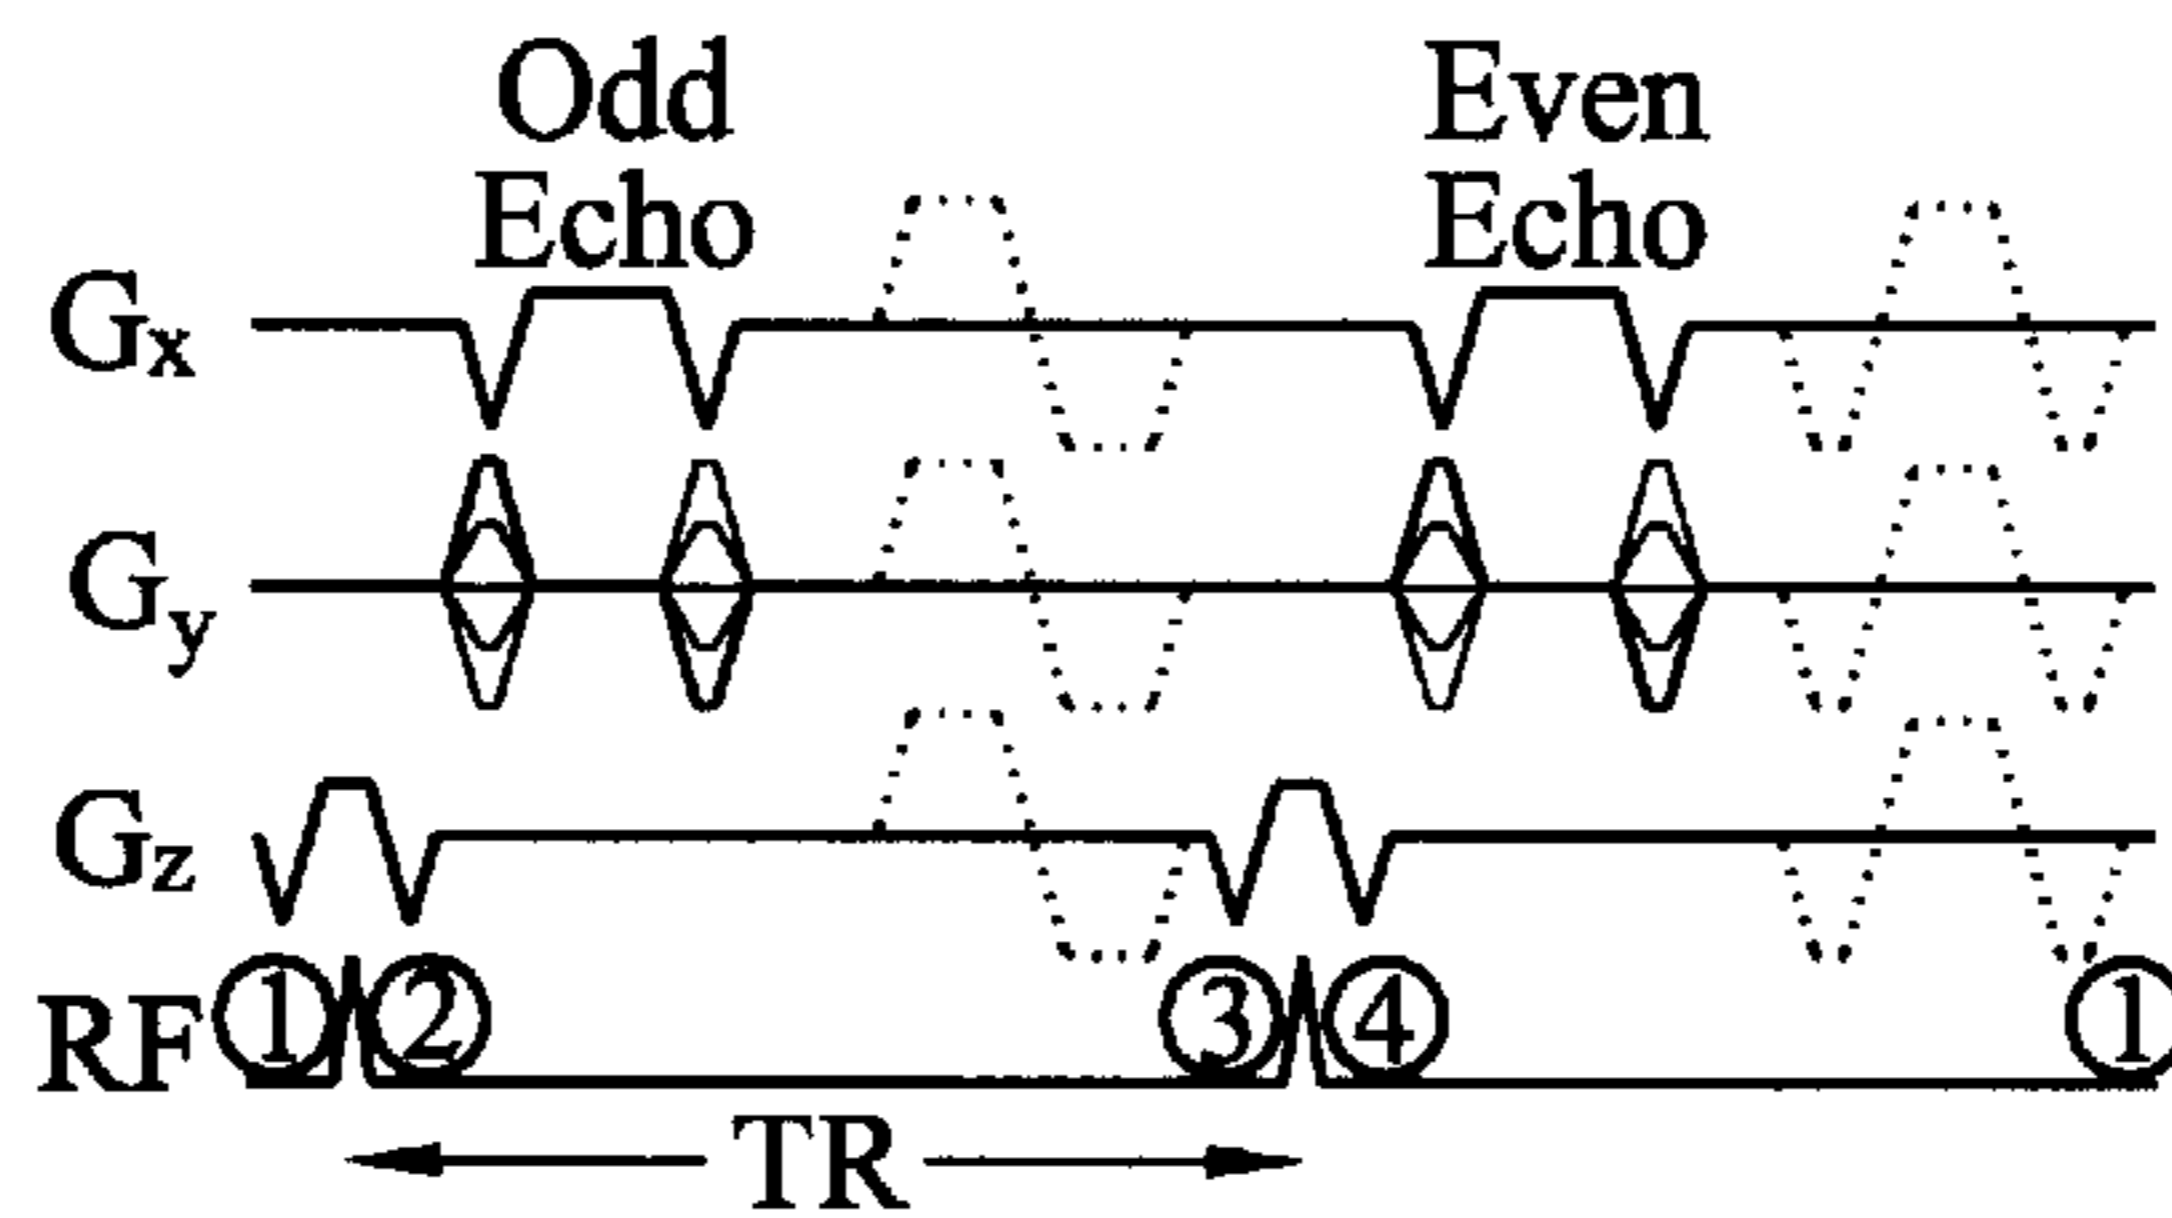 Odd Echo
Even Echo
Gx
Gy
Gz
RF ① ② ③ ④ ①
TR